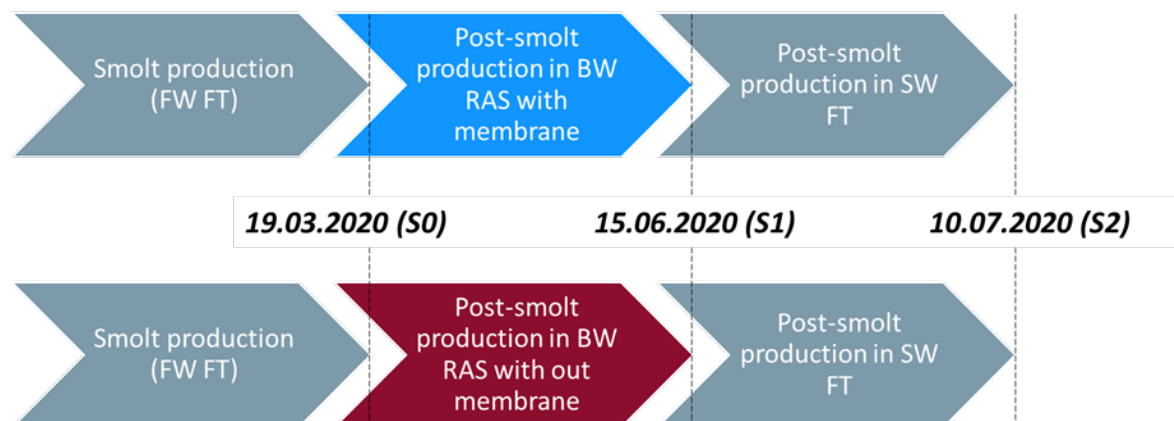 Smolt production
(FW FT)
Post-smolt
production in BW
RAS with
membrane
Post-smolt
production in SW
FT
19.03.2020 (S0)
15.06.2020 (S1)
10.07.2020 (S2)
Smolt production
(FW FT)
Post-smolt
production in BW
RAS with out
membrane
Post-smolt
production in SW
FT